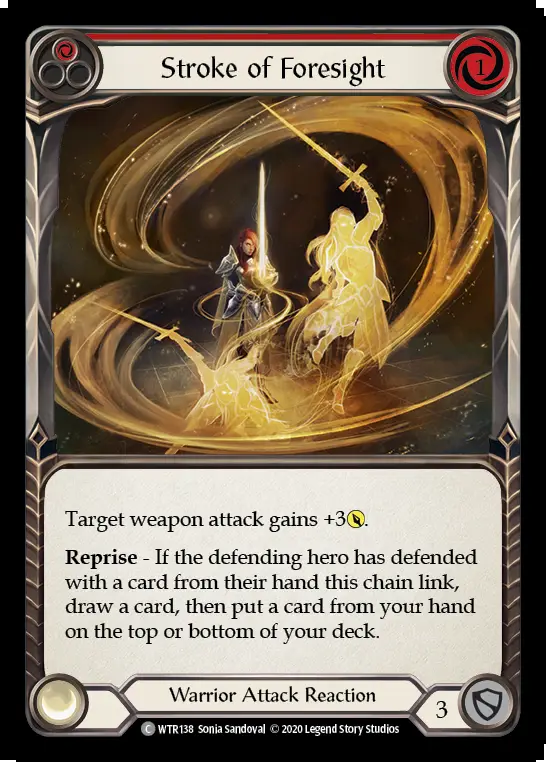 Stroke of Foresight
1
Target weapon attack gains +3.
Reprise - If the defending hero has defended
with a card from their hand this chain link,
draw a card, then put a card from your hand
on the top or bottom of your deck.
Warrior Attack Reaction
3
C WTR138 Sonia Sandoval © 2020 Legend Story Studios